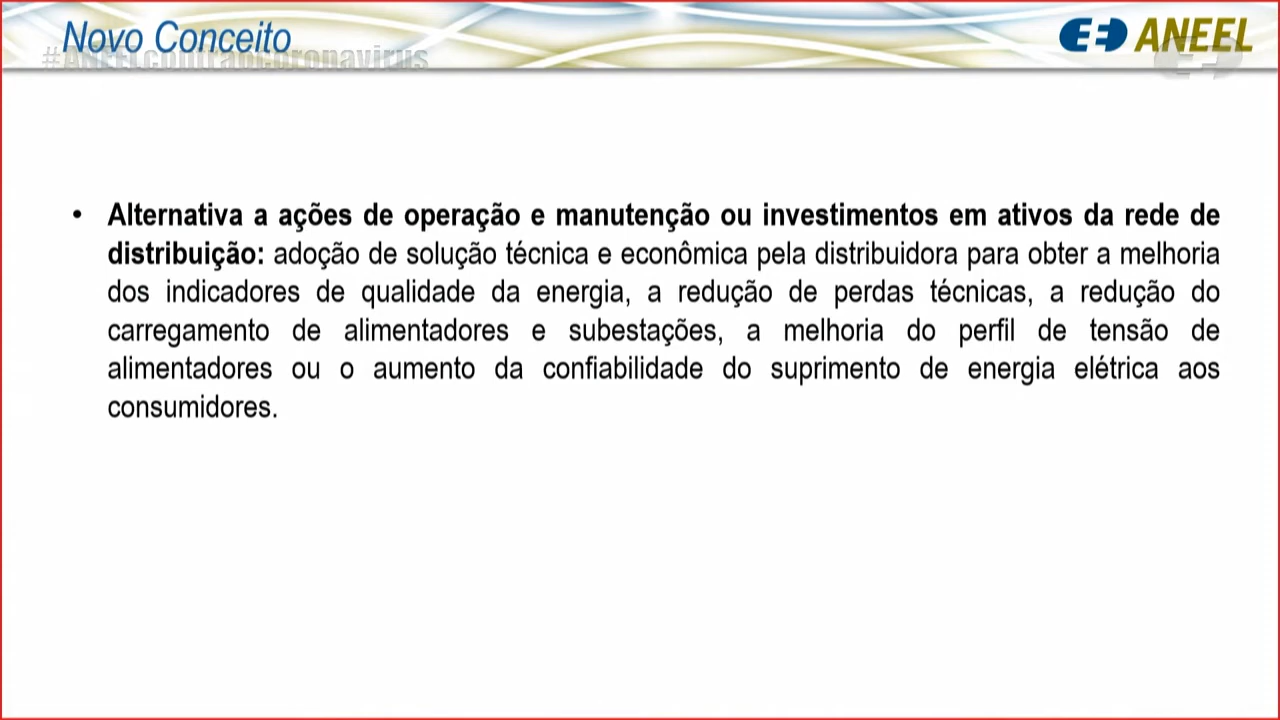 Novo Conceito
#ANEELcontraocoronavirus
ANEEL
• Alternativa a ações de operação e manutenção ou investimentos em ativos da rede de
distribuição: adoção de solução técnica e econômica pela distribuidora para obter a melhoria
dos indicadores de qualidade da energia, a redução de perdas técnicas, a redução do
carregamento de alimentadores e subestações, a melhoria do perfil de tensão de
alimentadores ou o aumento da confiabilidade do suprimento de energia elétrica aos
consumidores.